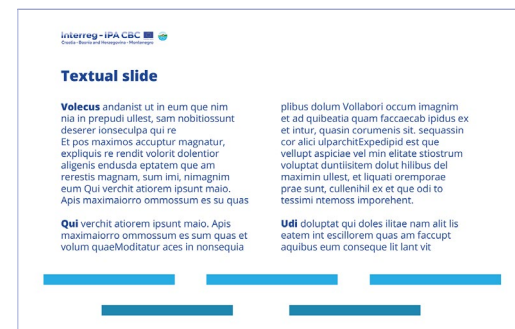 Interreg - IPA CBC
Croatia - Bosnia and Herzegovina - Montenegro
Textual slide
Volecus andanist ut in eum que nim
nia in prepudi ullest, sam nobitiossunt
deserer ionseculpa qui re
Et pos maximos accuptur magnatur,
expliquis re rendit volorit dolentior
aligenis endusda eptatem que am
rerestis magnam, sum imi, nimagnim
eum Qui verchit atiorem ipsunt maio.
Apis maximaiorro ommossum es su quas
Qui verchit atiorem ipsunt maio. Apis
maximaiorro ommossum es sum quas et
volum quaeModitatur aces in nonsequia
plibus dolum Vollabori occum imagnim
et ad quibeatia quam faccaecab ipidus ex
et intur, quasin corumenis sit. sequassin
cor alici ulparchitExpedipid est que
vellupt aspiciae vel min elitate stiostrum
voluptat duntiisitem dolut hilibus del
maximin ullest, et liquati oremporae
prae sunt, cullenihil ex et que odi to
tessimi ntemoss imporehent.
Udi doluptat qui doles ilitae nam alit lis
eatem int escillorem quas am faccupt
aquibus eum conseque lit lant vit